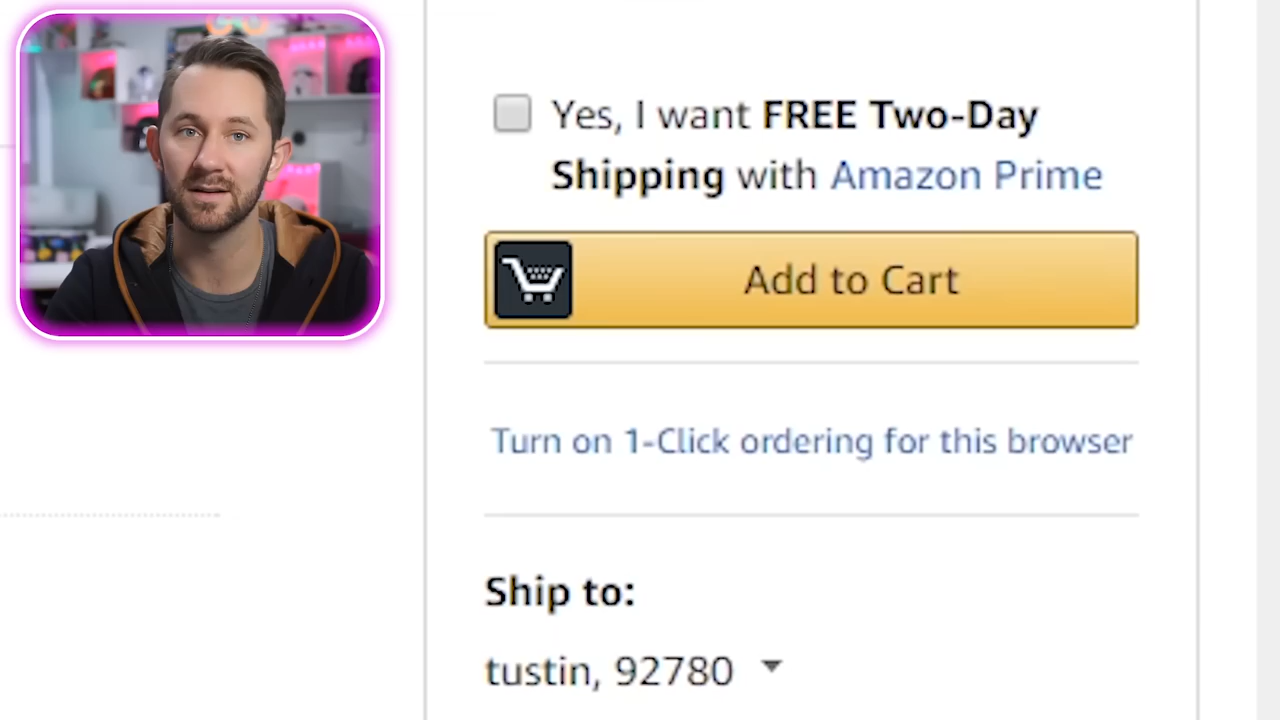 Yes, I want FREE Two-Day
Shipping with Amazon Prime
Add to Cart
Turn on 1-Click ordering for this browser
Ship to:
tustin, 92780